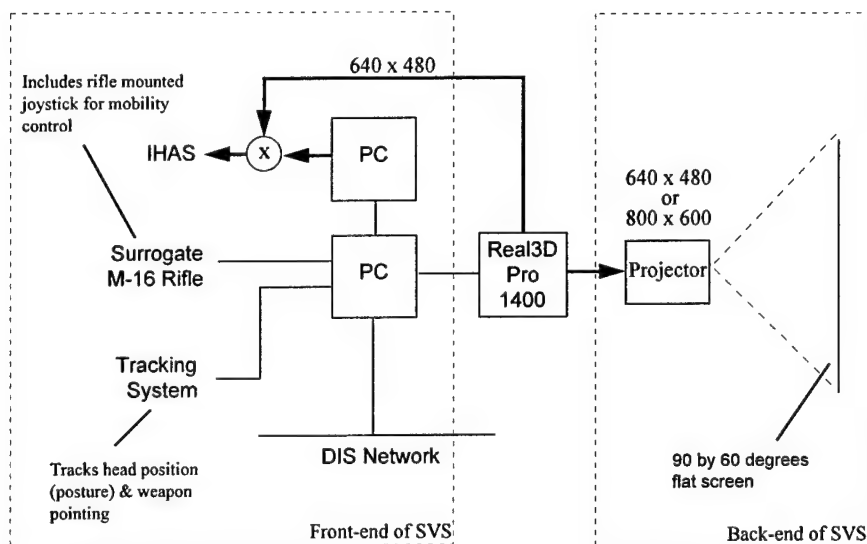 Includes rifle mounted
joystick for mobility
control
640 x 480
IHAS
X
PC
Surrogate
M-16 Rifle
PC
Real3D
Pro
1400
640 x 480
or
800 x 600
Projector
Tracking
System
DIS Network
Tracks head position
(posture) & weapon
pointing
90 by 60 degrees
flat screen
Front-end of SVS
Back-end of SVS